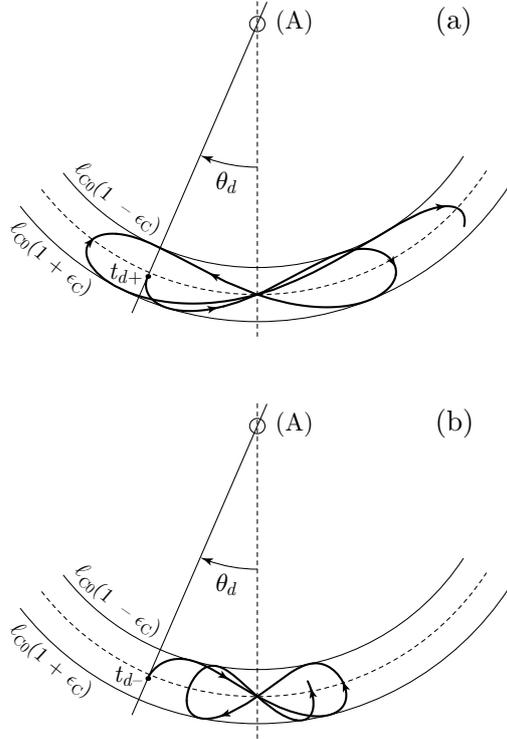 (A)
(a)
ℓ_C0(1 − ϵ_C)
ℓ_C0(1 + ϵ_C)
θ_d
t_d+
(A)
(b)
ℓ_C0(1 − ϵ_C)
ℓ_C0(1 + ϵ_C)
θ_d
t_d−